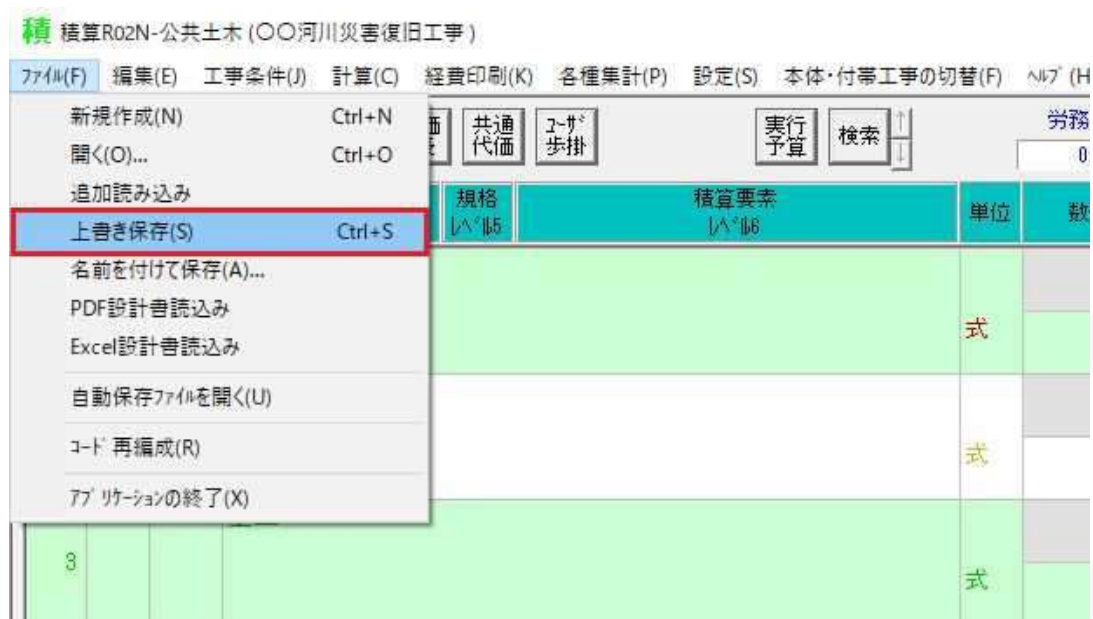 積 積算R02N-公共土木 (〇〇河川災害復旧工事)
ﾌｧｲﾙ(F) 編集(E) 工事条件(J) 計算(C) 経費印刷(K) 各種集計(P) 設定(S) 本体･付帯工事の切替(F) ﾍﾙﾌﾟ(H
新規作成(N) Ctrl+N
開く(O)... Ctrl+O
追加読み込み
上書き保存(S) Ctrl+S
名前を付けて保存(A)...
PDF設計書読込み
Excel設計書読込み
自動保存ﾌｧｲﾙを開く(U)
ｺｰﾄﾞ再編成(R)
ｱﾌﾟﾘｹｰｼｮﾝの終了(X)
共通
代価
ﾕｰｻﾞ
歩掛
実行
予算
検索
労務
0
規格
ﾚﾍﾞﾙ5
積算要素
ﾚﾍﾞﾙ6
単位
数
式
式
3
式